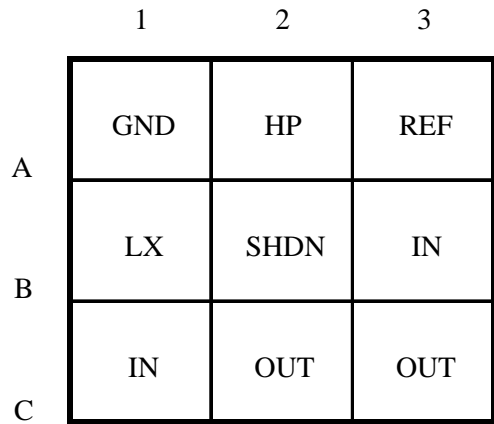 1 2 3
GND HP REF
A
LX SHDN IN
B
IN OUT OUT
C